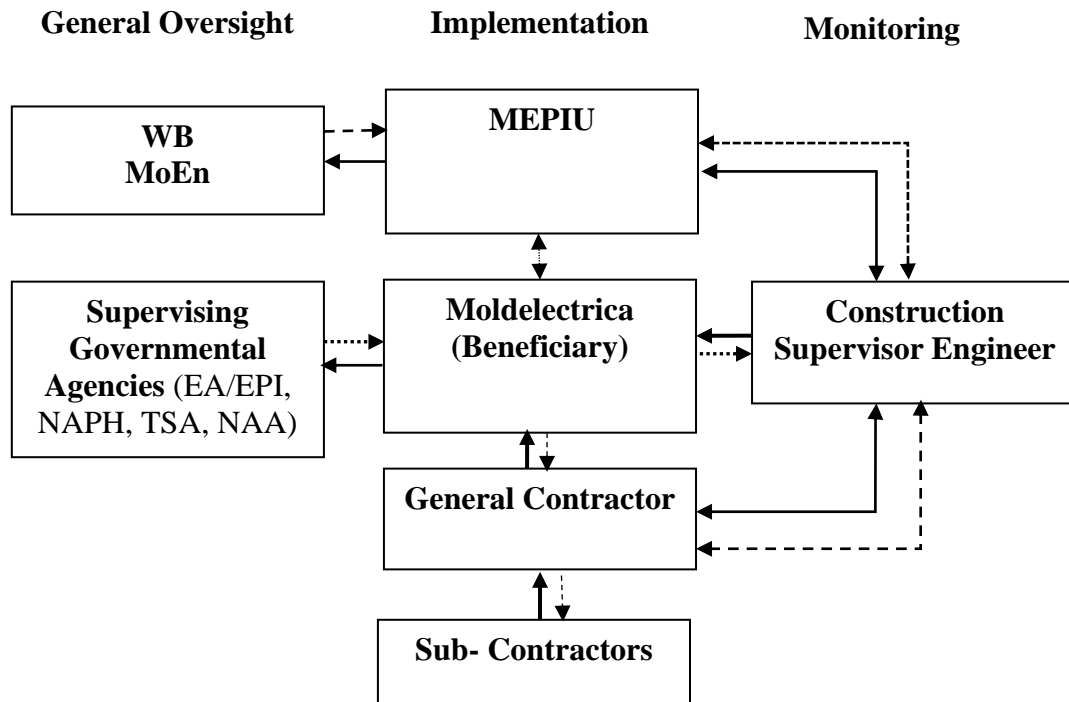 General Oversight
Implementation
Monitoring
WB
MoEn
MEPIU
Supervising
Governmental
Agencies (EA/EPI,
NAPH, TSA, NAA)
Moldelectrica
(Beneficiary)
Construction
Supervisor Engineer
General Contractor
Sub- Contractors